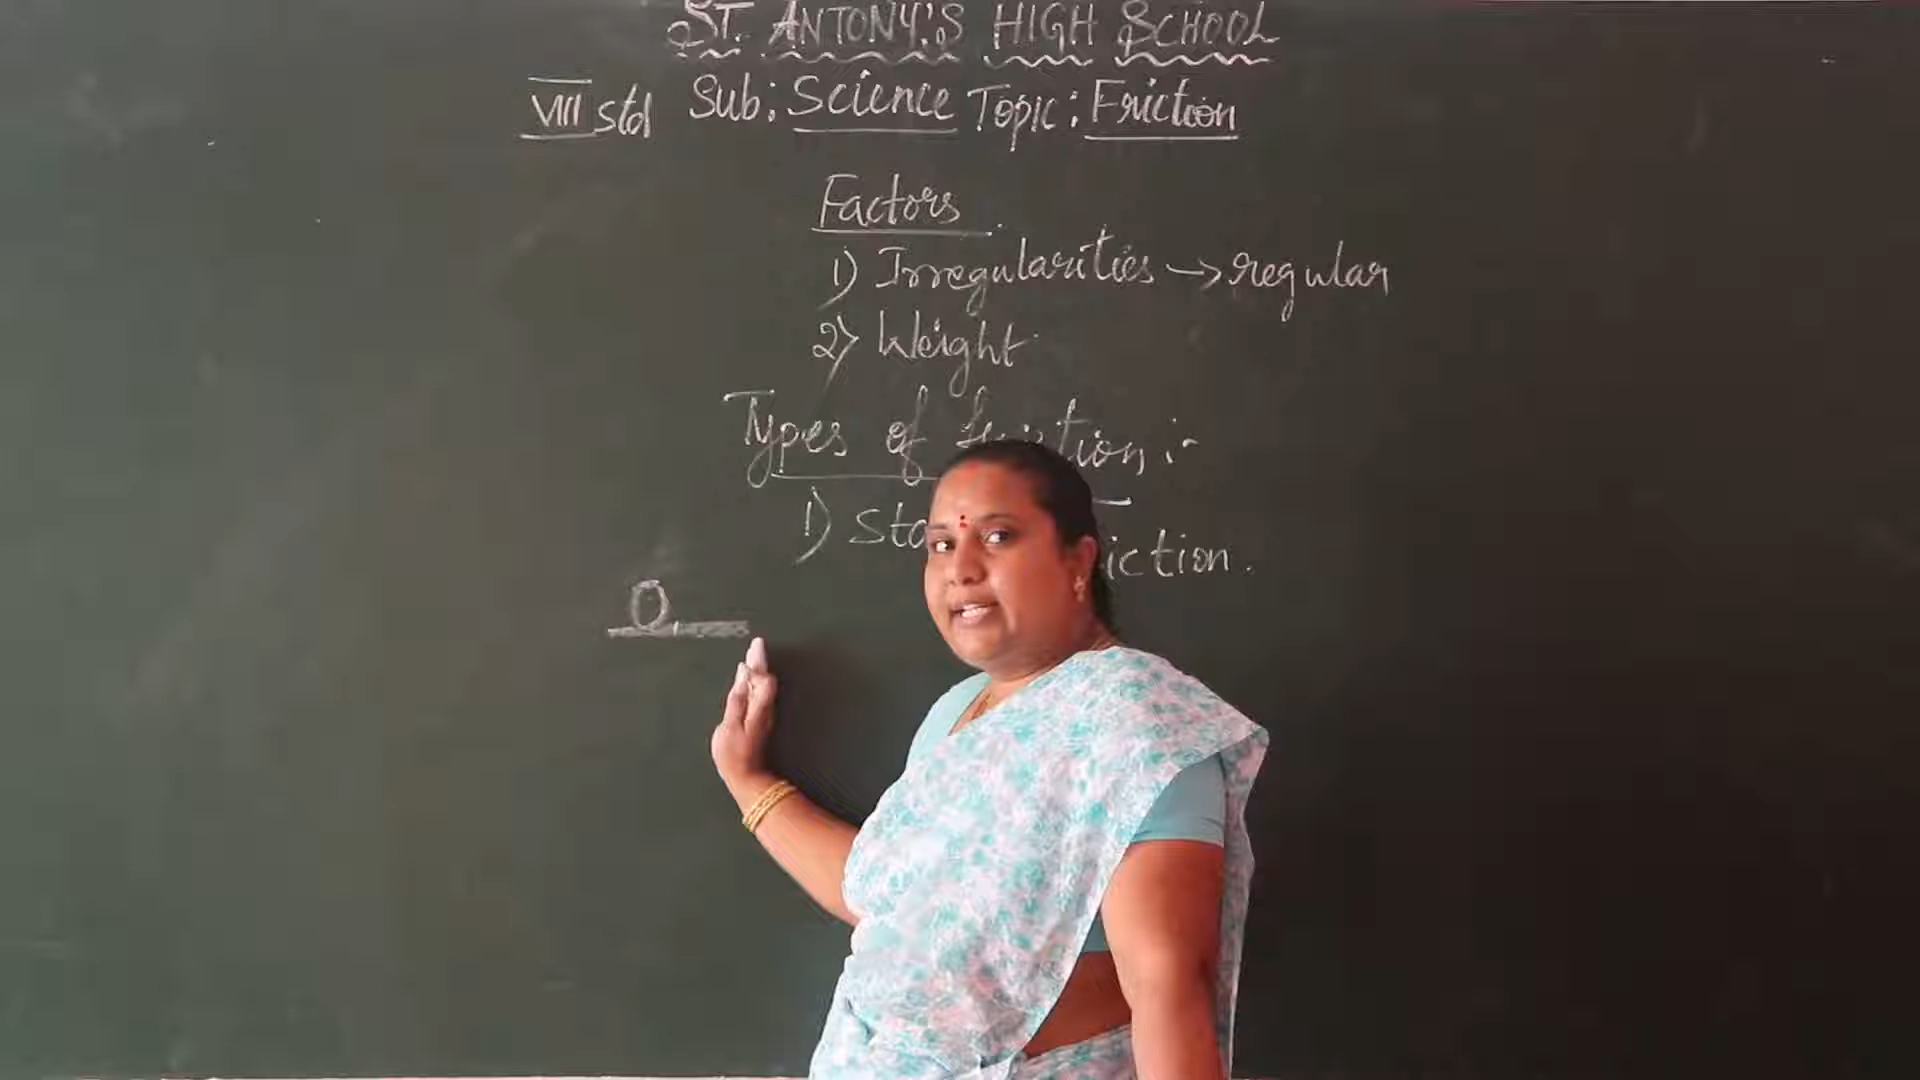 ST. ANTONY'S HIGH SCHOOL
VIII std Sub: Science Topic: Friction
Factors
1) Irregularities → regular
2) Weight
Types of friction :-
1) Sta iction.